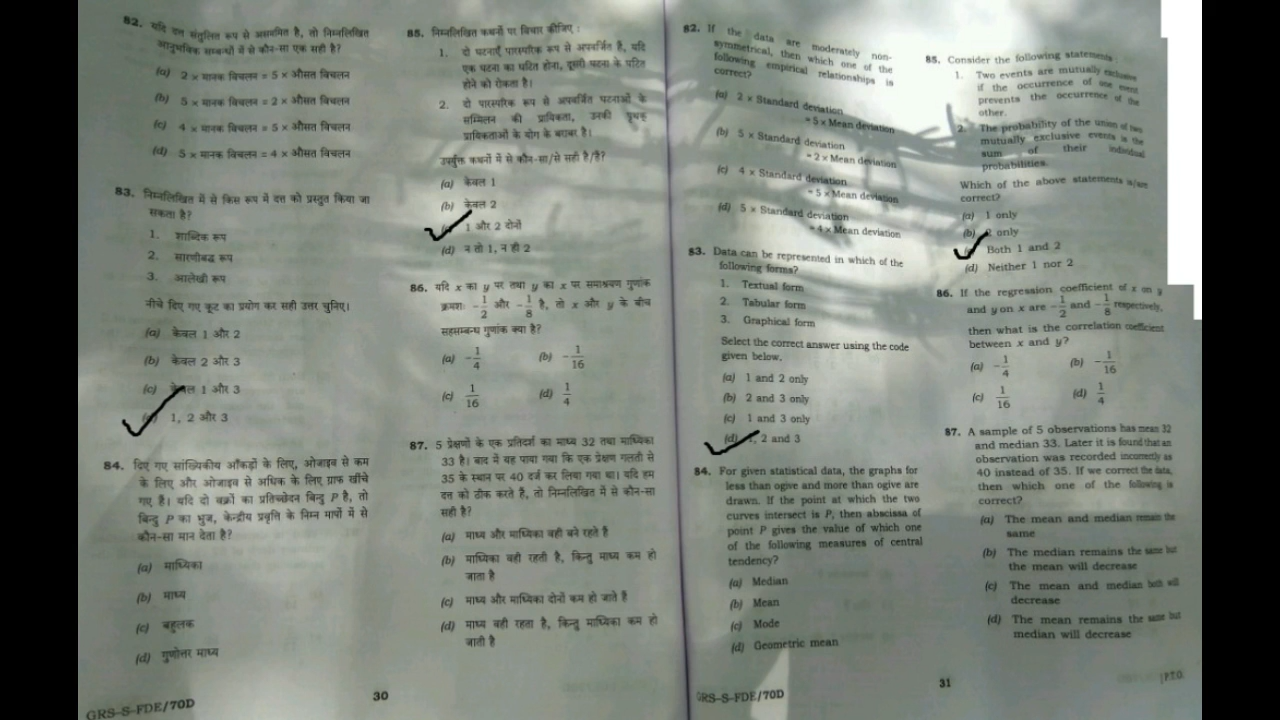 82. यदि दत्त संतुलित रूप से असममित है, तो निम्नलिखित
आनुभविक सम्बन्धों में से कौन-सा एक सही है?
(a) 2 × मानक विचलन = 5 × औसत विचलन
(b) 5 × मानक विचलन = 2 × औसत विचलन
(c) 4 × मानक विचलन = 5 × औसत विचलन
(d) 5 × मानक विचलन = 4 × औसत विचलन
83. निम्नलिखित में से किस रूप में दत्त को प्रस्तुत किया जा
सकता है?
1. शाब्दिक रूप
2. सारणीबद्ध रूप
3. आलेखी रूप
नीचे दिए गए कूट का प्रयोग कर सही उत्तर चुनिए।
(a) केवल 1 और 2
(b) केवल 2 और 3
(c) केवल 1 और 3
1, 2 और 3
84. दिए गए सांख्यिकीय आँकड़ों के लिए, ओजाइव से कम
के लिए और ओजाइव से अधिक के लिए ग्राफ खींचे
गए हैं। यदि दो वक्रों का प्रतिच्छेदन बिन्दु P है, तो
बिन्दु P का भुज, केन्द्रीय प्रवृत्ति के निम्न मापों में से
कौन-सा मान देता है?
(a) माध्यिका
(b) माध्य
(c) बहुलक
(d) गुणोत्तर माध्य
GRS-S-FDE/70D
30
85. निम्नलिखित कथनों पर विचार कीजिए :
1. दो घटनाएँ पारस्परिक रूप से अपवर्जित हैं, यदि
एक घटना का घटित होना, दूसरी घटना के घटित
होने को रोकता है।
2. दो पारस्परिक रूप से अपवर्जित घटनाओं के
सम्मिलन की प्रायिकता, उनकी पृथक्
प्रायिकताओं के योग के बराबर है।
उपर्युक्त कथनों में से कौन-सा/से सही है/हैं?
(a) केवल 1
(b) केवल 2
1 और 2 दोनों
(d) न तो 1, न ही 2
86. यदि x का y पर तथा y का x पर समाश्रयण गुणांक
क्रमशः -1/2 और -1/8 है, तो x और y के बीच
सहसम्बन्ध गुणांक क्या है?
(a) -1/4 (b) -1/16
(c) 1/16 (d) 1/4
87. 5 प्रेक्षणों के एक प्रतिदर्श का माध्य 32 तथा माध्यिका
33 है। बाद में यह पाया गया कि एक प्रेक्षण गलती से
35 के स्थान पर 40 दर्ज कर लिया गया था। यदि हम
दत्त को ठीक करते हैं, तो निम्नलिखित में से कौन-सा
सही है?
(a) माध्य और माध्यिका वही बने रहते हैं
(b) माध्यिका वही रहती है, किन्तु माध्य कम हो
जाता है
(c) माध्य और माध्यिका दोनों कम हो जाते हैं
(d) माध्य वही रहता है, किन्तु माध्यिका कम हो
जाती है
82. If the data are moderately non-
symmetrical, then which one of the
following empirical relationships is
correct?
(a) 2 × Standard deviation
= 5 × Mean deviation
(b) 5 × Standard deviation
= 2 × Mean deviation
(c) 4 × Standard deviation
= 5 × Mean deviation
(d) 5 × Standard deviation
= 4 × Mean deviation
83. Data can be represented in which of the
following forms?
1. Textual form
2. Tabular form
3. Graphical form
Select the correct answer using the code
given below.
(a) 1 and 2 only
(b) 2 and 3 only
(c) 1 and 3 only
(d) 1, 2 and 3
84. For given statistical data, the graphs for
less than ogive and more than ogive are
drawn. If the point at which the two
curves intersect is P, then abscissa of
point P gives the value of which one
of the following measures of central
tendency?
(a) Median
(b) Mean
(c) Mode
(d) Geometric mean
GRS-S-FDE/70D
31
85. Consider the following statements :
1. Two events are mutually exclusive
if the occurrence of one event
prevents the occurrence of the
other.
2. The probability of the union of two
mutually exclusive events is the
sum of their individual
probabilities.
Which of the above statements is/are
correct?
(a) 1 only
(b) 2 only
Both 1 and 2
(d) Neither 1 nor 2
86. If the regression coefficient of x on y
and y on x are -1/2 and -1/8 respectively,
then what is the correlation coefficient
between x and y?
(a) -1/4 (b) -1/16
(c) 1/16 (d) 1/4
87. A sample of 5 observations has mean 32
and median 33. Later it is found that an
observation was recorded incorrectly as
40 instead of 35. If we correct the data,
then which one of the following is
correct?
(a) The mean and median remain the
same
(b) The median remains the same but
the mean will decrease
(c) The mean and median both will
decrease
(d) The mean remains the same but
median will decrease
[P.T.O.